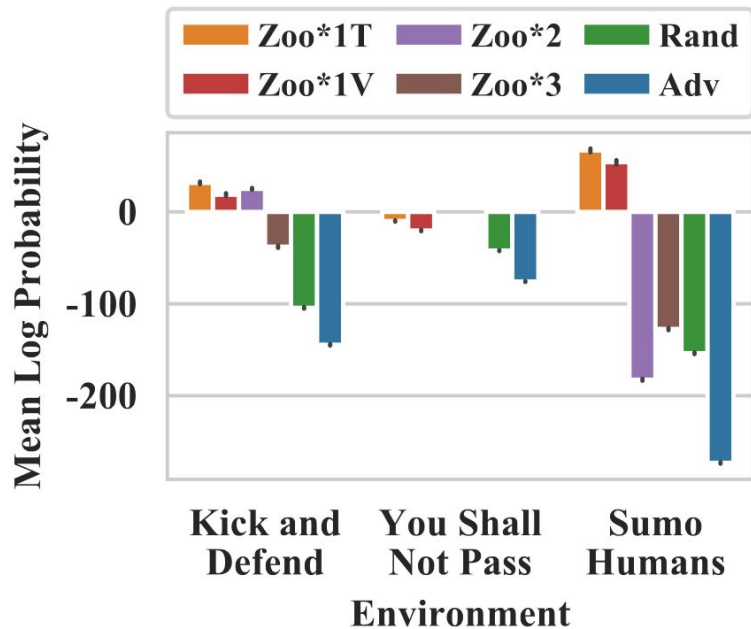 Zoo*1T Zoo*2 Rand
Zoo*1V Zoo*3 Adv
Mean Log Probability
0
-100
-200
Kick and Defend
You Shall Not Pass
Sumo Humans
Environment